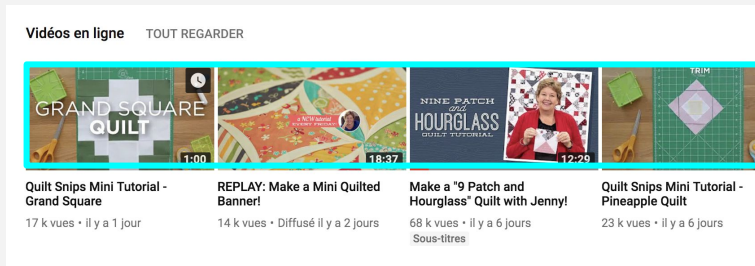 Vidéos en ligne TOUT REGARDER
GRAND SQUARE
QUILT
1:00
a NEW tutorial
EVERY FRIDAY
18:37
NINE PATCH
and
HOURGLASS
QUILT TUTORIAL
12:29
TRIM
Quilt Snips Mini Tutorial -
Grand Square
17 k vues • il y a 1 jour
REPLAY: Make a Mini Quilted
Banner!
14 k vues • Diffusé il y a 2 jours
Make a "9 Patch and
Hourglass" Quilt with Jenny!
68 k vues • il y a 6 jours
Sous-titres
Quilt Snips Mini Tutorial -
Pineapple Quilt
23 k vues • il y a 6 jours